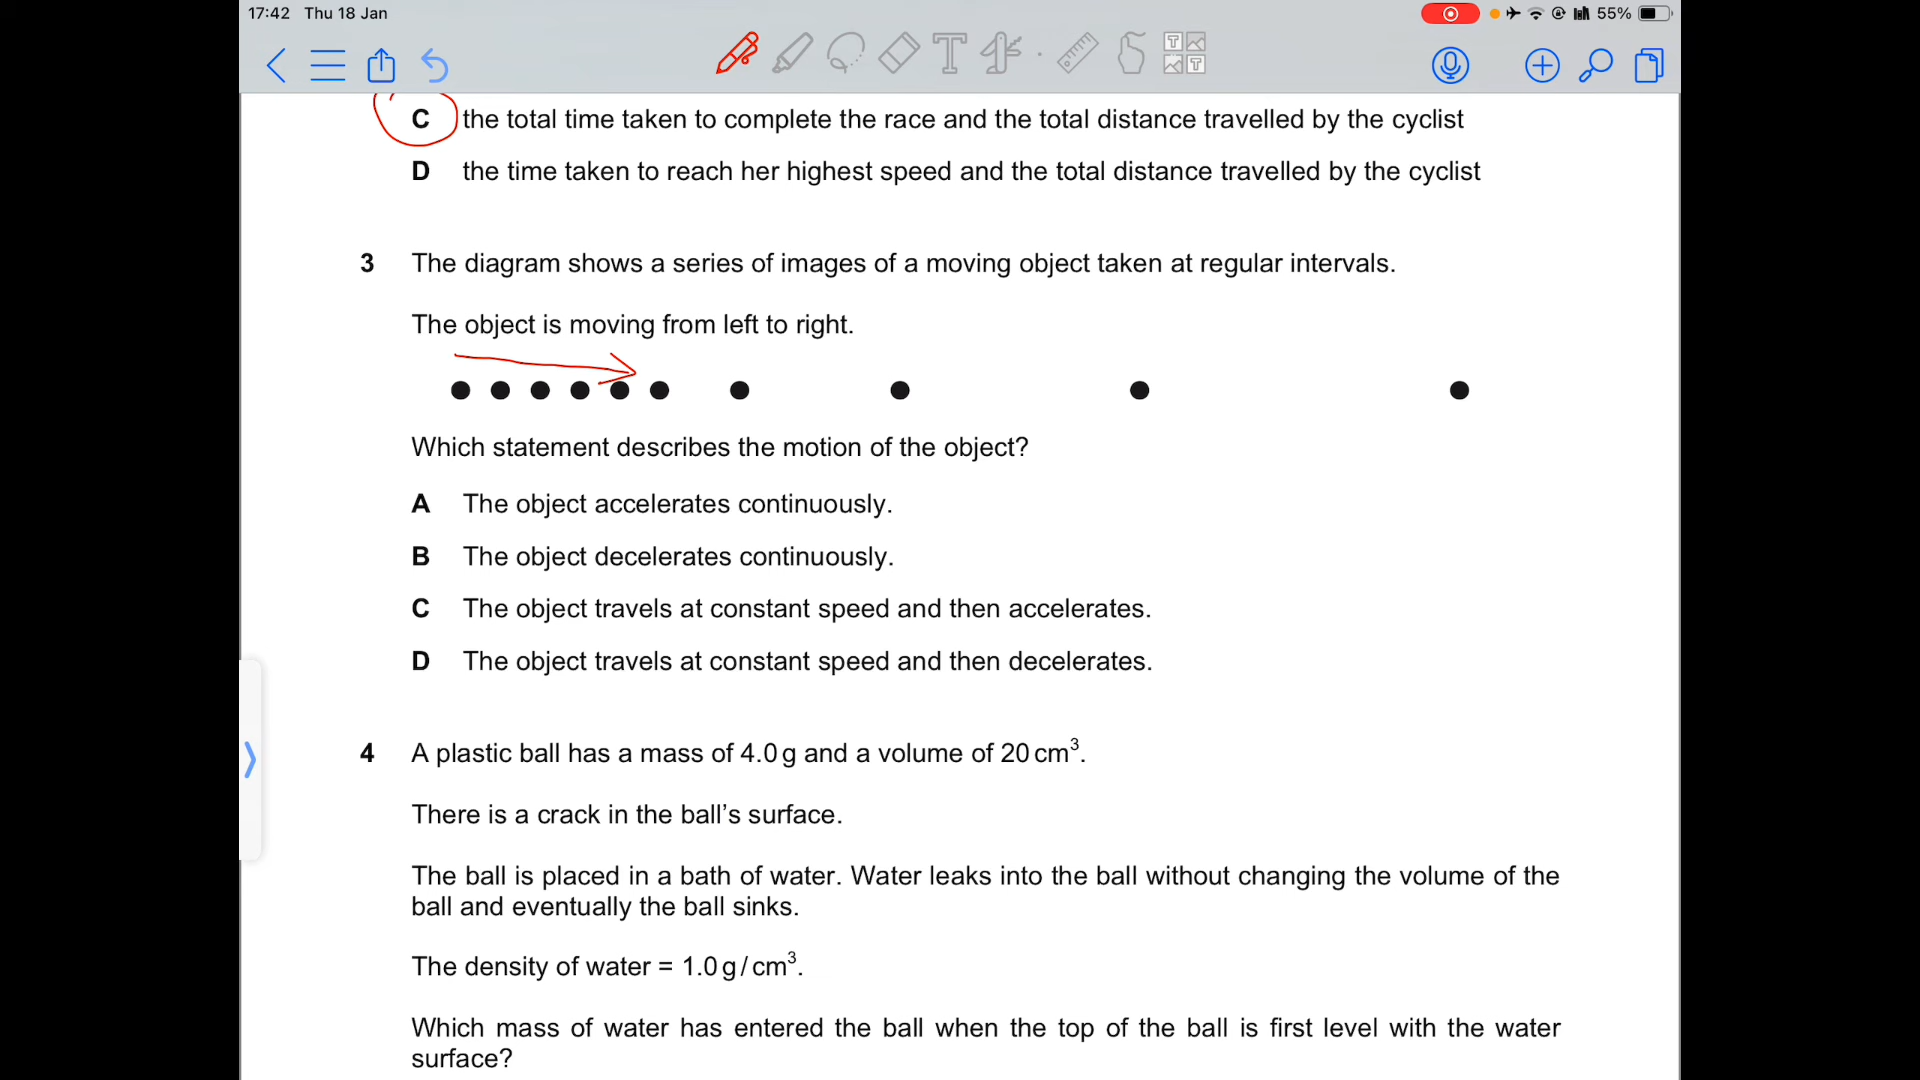 17:42 Thu 18 Jan
55%
C the total time taken to complete the race and the total distance travelled by the cyclist
D the time taken to reach her highest speed and the total distance travelled by the cyclist
3 The diagram shows a series of images of a moving object taken at regular intervals.
The object is moving from left to right.
Which statement describes the motion of the object?
A The object accelerates continuously.
B The object decelerates continuously.
C The object travels at constant speed and then accelerates.
D The object travels at constant speed and then decelerates.
4 A plastic ball has a mass of 4.0 g and a volume of 20 cm³.
There is a crack in the ball’s surface.
The ball is placed in a bath of water. Water leaks into the ball without changing the volume of the
ball and eventually the ball sinks.
The density of water = 1.0 g / cm³.
Which mass of water has entered the ball when the top of the ball is first level with the water
surface?